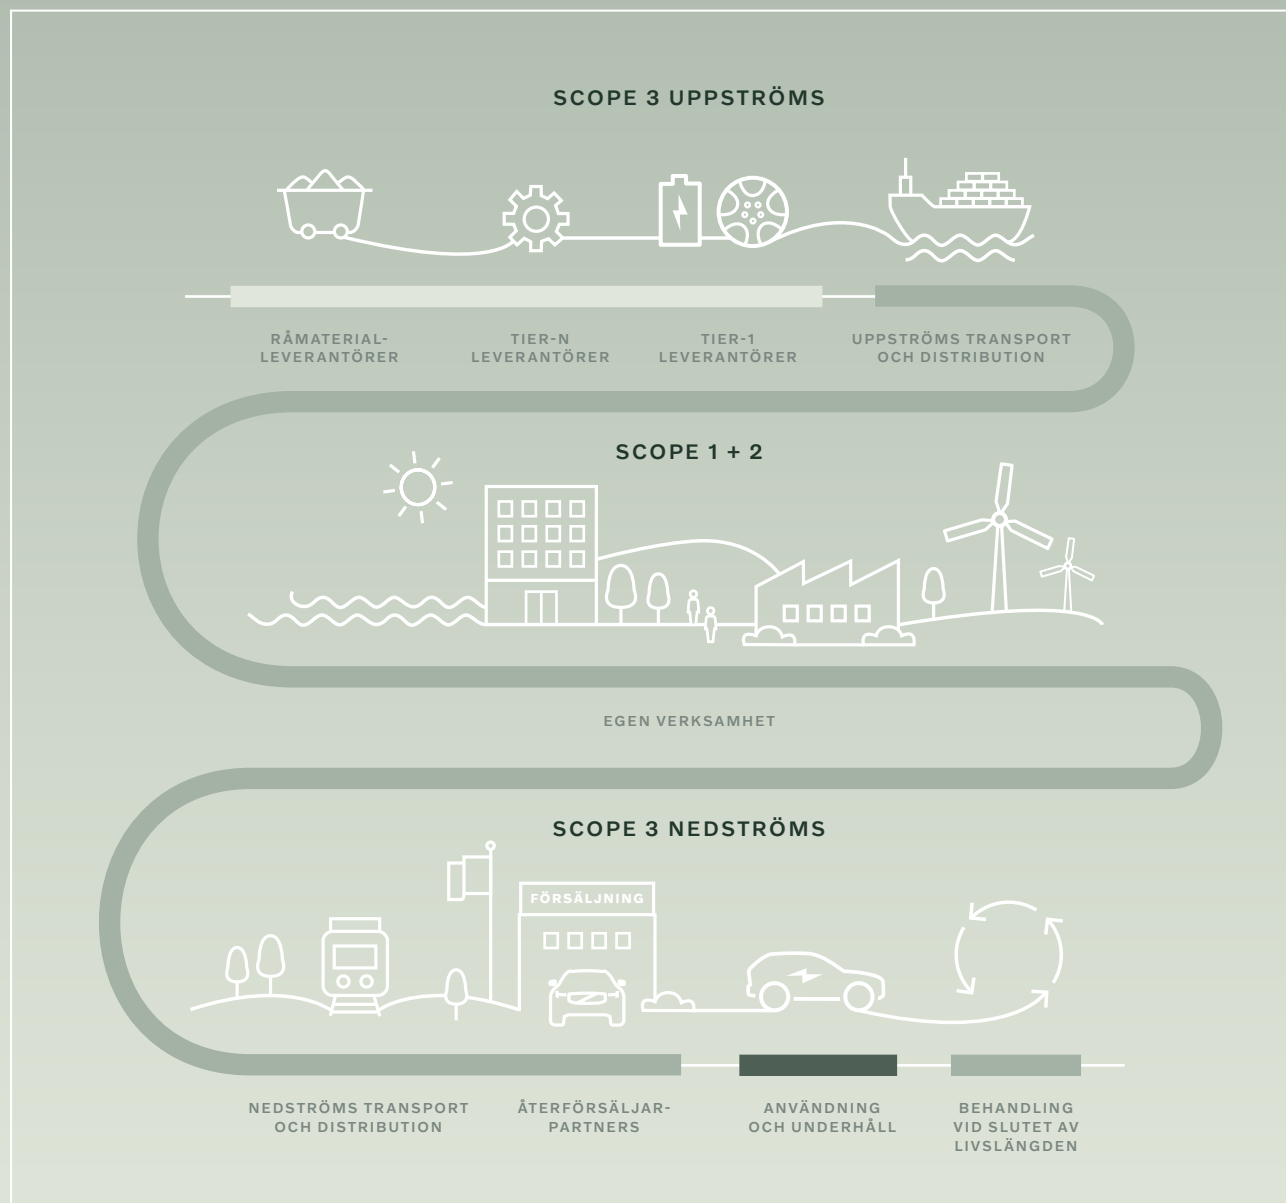 SCOPE 3 UPPSTRÖMS
RÅMATERIAL-
LEVERANTÖRER
TIER-N
LEVERANTÖRER
TIER-1
LEVERANTÖRER
UPPSTRÖMS TRANSPORT
OCH DISTRIBUTION
SCOPE 1 + 2
EGEN VERKSAMHET
SCOPE 3 NEDSTRÖMS
FÖRSÄLJNING
NEDSTRÖMS TRANSPORT
OCH DISTRIBUTION
ÅTERFÖRSÄLJAR-
PARTNERS
ANVÄNDNING
OCH UNDERHÅLL
BEHANDLING
VID SLUTET AV
LIVSLÄNGDEN